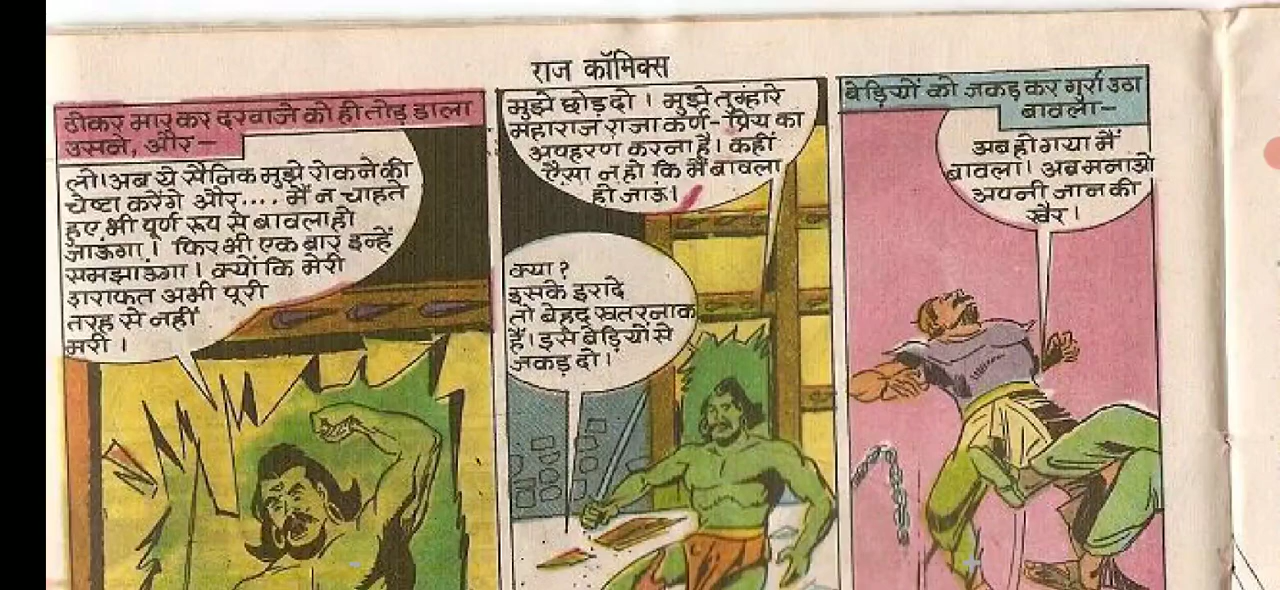 राज कॉमिक्स
ठोकर मार कर दरवाजे को ही तोड़ डाला
उसने, और —
लो। अब ये सैनिक मुझे रोकने की
चेष्टा करेंगे और.... मैं न चाहते
हुए भी पूर्ण रूप से बावला हो
जाऊंगा। फिर भी एक बार इन्हें
समझाऊंगा। क्यों कि मेरी
शराफत अभी पूरी
तरह से नहीं
मरी।
मुझे छोड़ दो। मुझे तुम्हारे
महाराज राजा कर्ण-प्रिय का
अपहरण करना है। कहीं
ऐसा न हो कि मैं बावला
हो जाऊं।
क्या?
इसके इरादे
तो बेहद खतरनाक
हैं। इसे बेड़ियों से
जकड़ दो।
बेड़ियों को जकड़ कर गुर्रा उठा
बावला—
अब हो गया मैं
बावला। अब मनाओ
अपनी जान की
खैर।